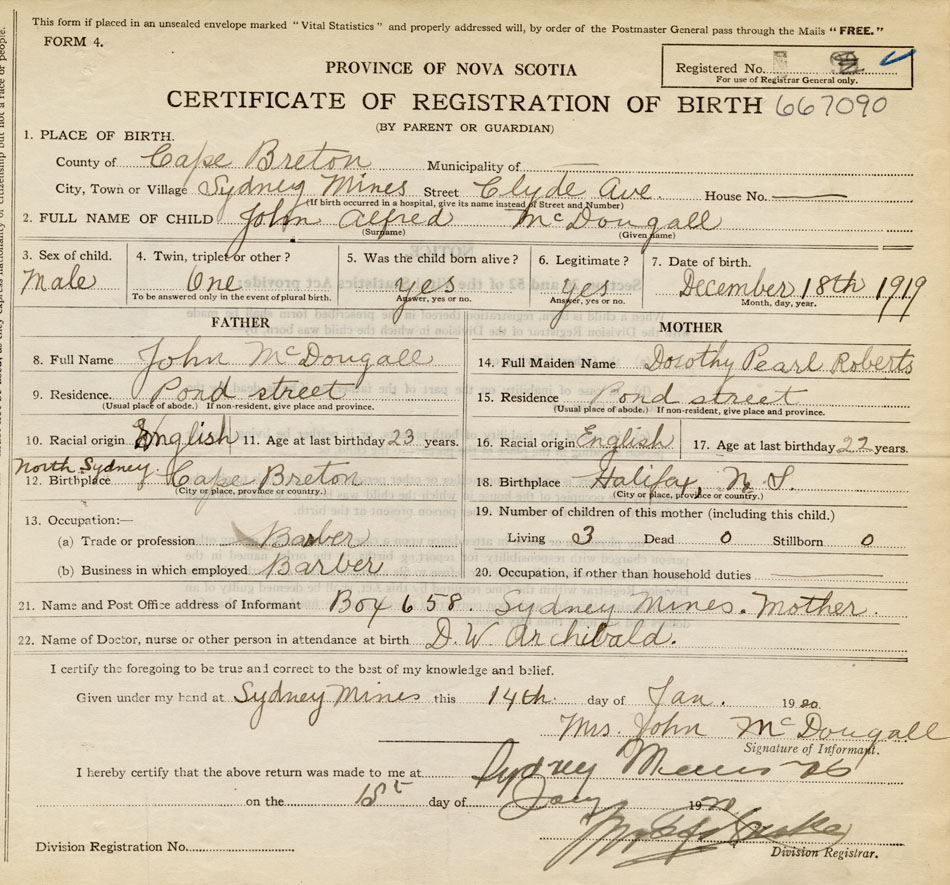 This form if placed in an unsealed envelope marked "Vital Statistics" and properly addressed will, by order of the Postmaster General pass through the Mails "FREE."
FORM 4.
Registered No.
For use of Registrar General only.
PROVINCE OF NOVA SCOTIA
CERTIFICATE OF REGISTRATION OF BIRTH 667090
(BY PARENT OR GUARDIAN)
1. PLACE OF BIRTH.
County of Cape Breton Municipality of —
City, Town or Village Sydney Mines Street Clyde Ave. House No. —
(If birth occurred in a hospital, give its name instead of Street and Number)
2. FULL NAME OF CHILD John Alfred McDougall
(Surname) (Given name)
3. Sex of child. 4. Twin, triplet or other? 5. Was the child born alive? 6. Legitimate? 7. Date of birth.
Male One yes yes December 18th 1919
To be answered only in the event of plural birth. Answer, yes or no. Answer, yes or no. Month, day, year.
FATHER
8. Full Name John McDougall
9. Residence. Pond street
(Usual place of abode.) If non-resident, give place and province.
10. Racial origin English 11. Age at last birthday 23 years.
North Sydney.
12. Birthplace Cape Breton
(City or place, province or country.)
13. Occupation:—
(a) Trade or profession Barber
(b) Business in which employed Barber
MOTHER
14. Full Maiden Name Dorothy Pearl Roberts
15. Residence Pond street
(Usual place of abode.) If non-resident, give place and province.
16. Racial origin English 17. Age at last birthday 22 years.
18. Birthplace Halifax, N. S.
(City or place, province or country.)
19. Number of children of this mother (including this child.)
Living 3 Dead 0 Stillborn 0
20. Occupation, if other than household duties —
21. Name and Post Office address of Informant Box 658. Sydney Mines. Mother.
22. Name of Doctor, nurse or other person in attendance at birth D. W Archibald.
I certify the foregoing to be true and correct to the best of my knowledge and belief.
Given under my hand at Sydney Mines this 14th day of Jan. 1920.
Mrs. John McDougall
Signature of Informant.
I hereby certify that the above return was made to me at Sydney Mines
on the 15t day of Jany 1920
Division Registration No.
Division Registrar.